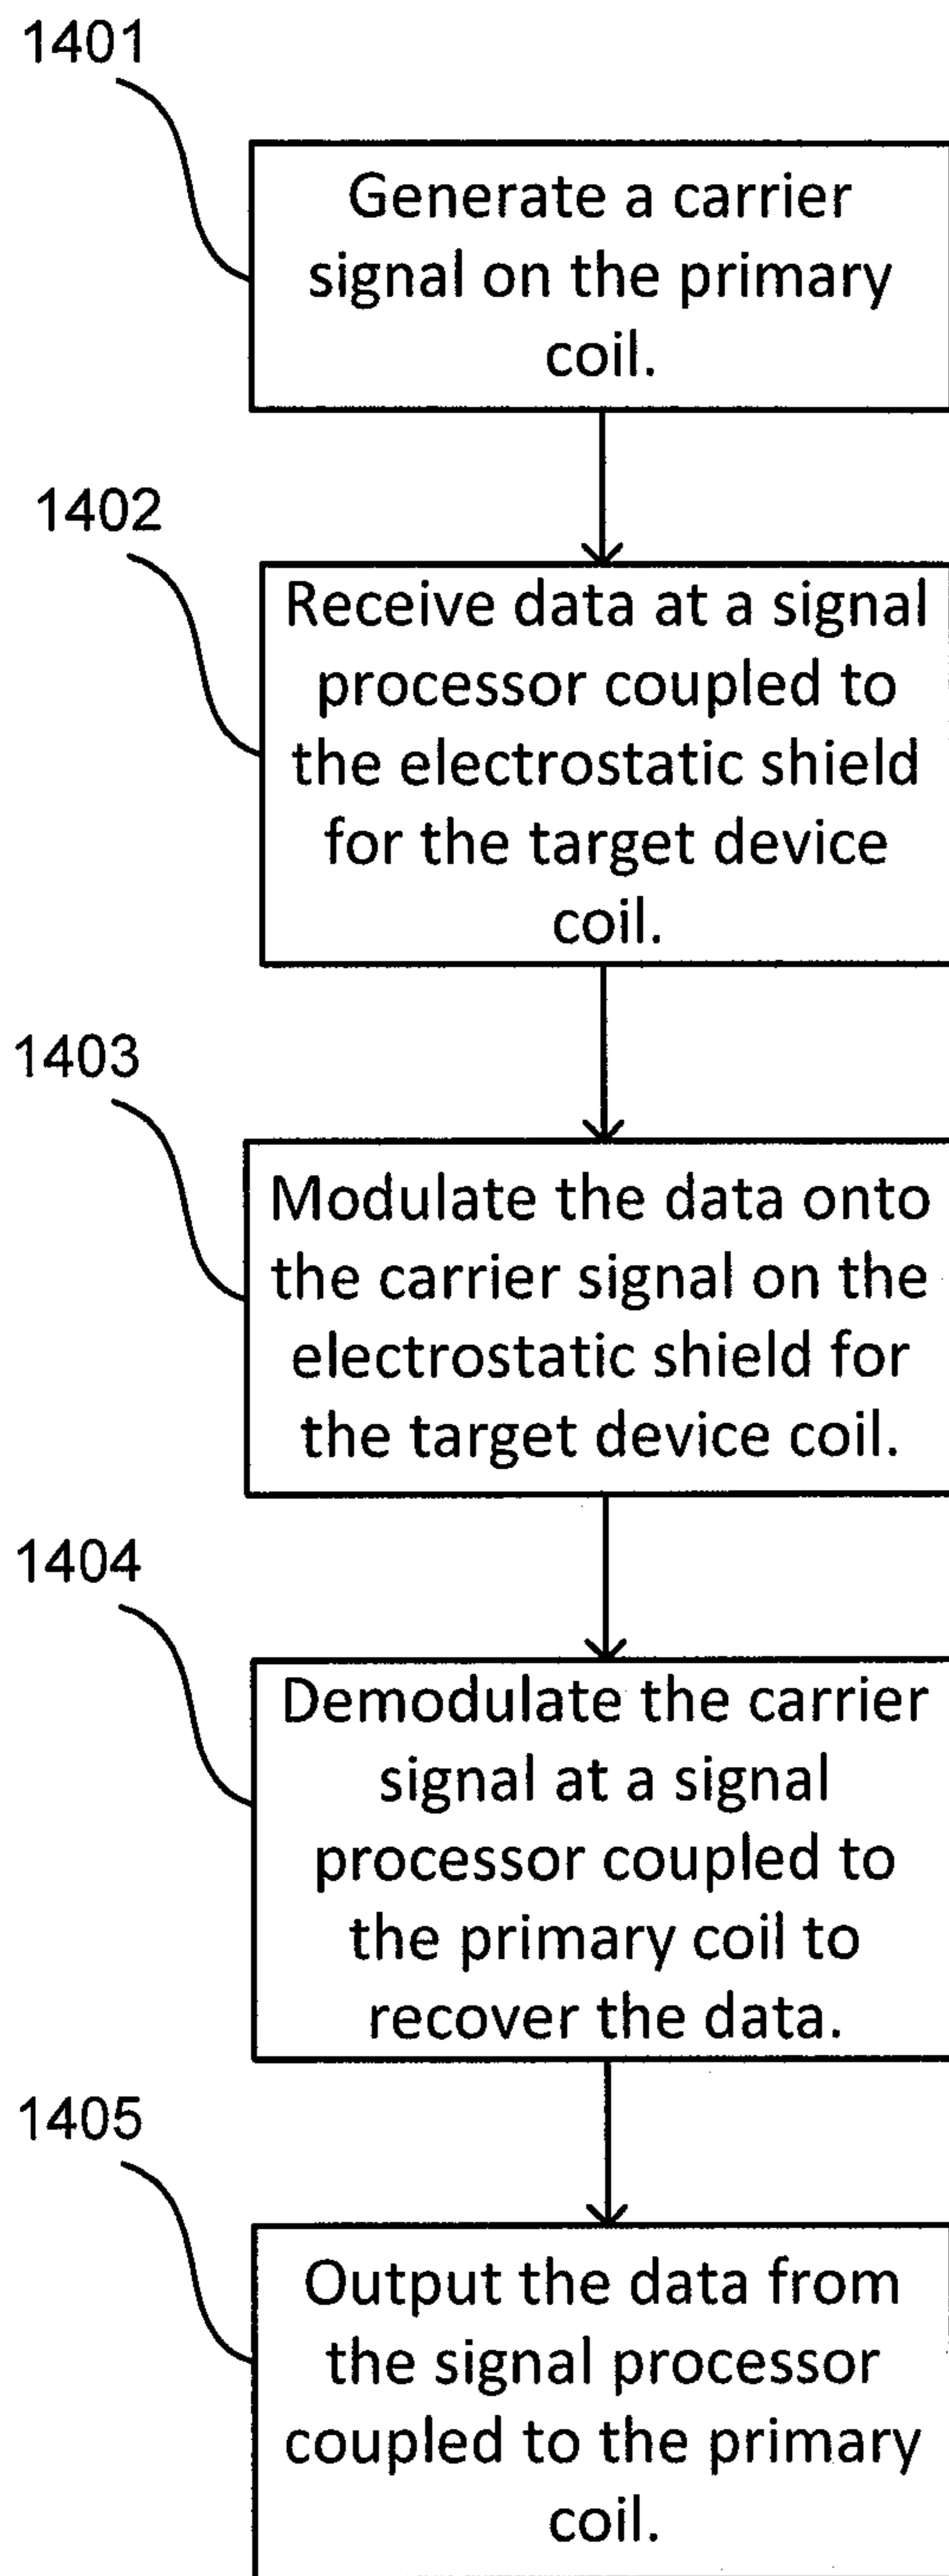 1401
Generate a carrier
signal on the primary
coil.
1402
Receive data at a signal
processor coupled to
the electrostatic shield
for the target device
coil.
1403
Modulate the data onto
the carrier signal on the
electrostatic shield for
the target device coil.
1404
Demodulate the carrier
signal at a signal
processor coupled to
the primary coil to
recover the data.
1405
Output the data from
the signal processor
coupled to the primary
coil.